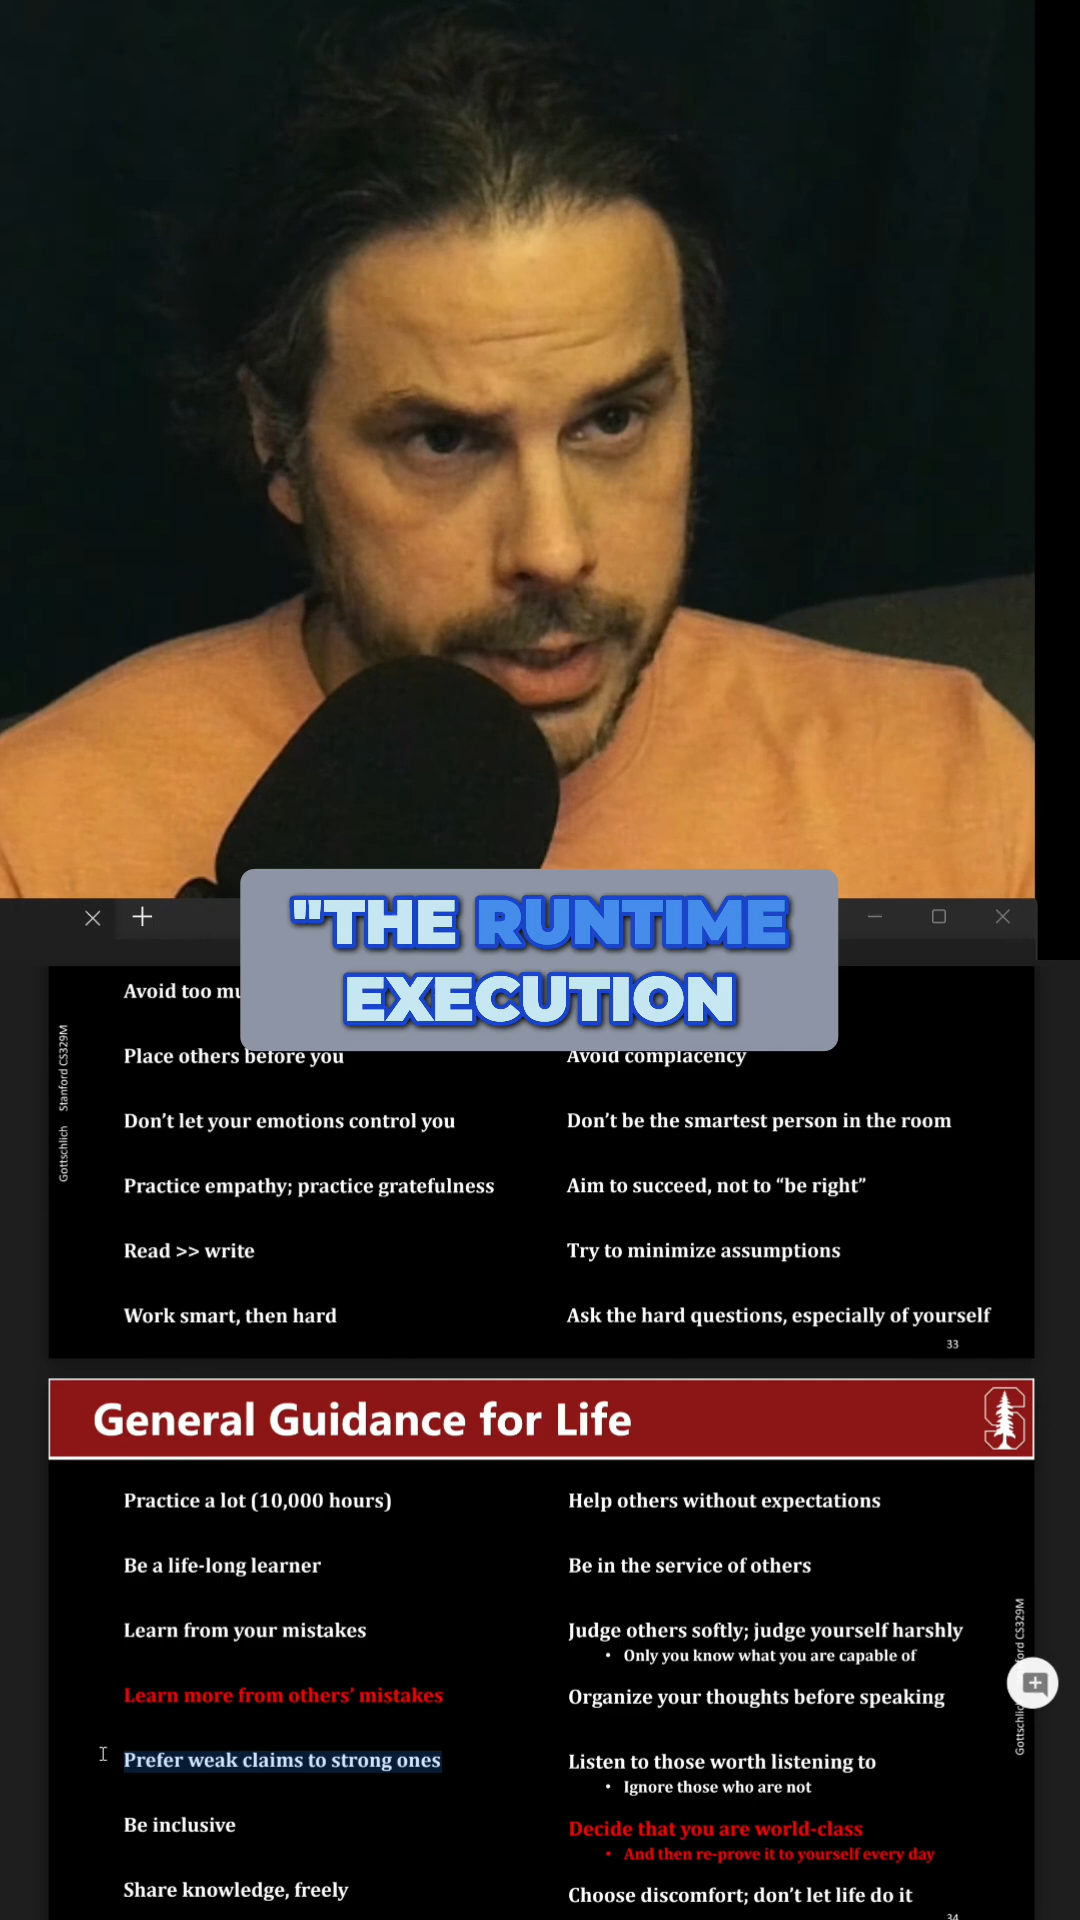 "THE RUNTIME
EXECUTION
Avoid too mu
Place others before you
Avoid complacency
Don't let your emotions control you
Don't be the smartest person in the room
Practice empathy; practice gratefulness
Aim to succeed, not to “be right”
Read >> write
Try to minimize assumptions
Work smart, then hard
Ask the hard questions, especially of yourself
33
Gottschlich Stanford CS329M
General Guidance for Life
Practice a lot (10,000 hours)
Help others without expectations
Be a life-long learner
Be in the service of others
Learn from your mistakes
Judge others softly; judge yourself harshly
• Only you know what you are capable of
Learn more from others’ mistakes
Organize your thoughts before speaking
Prefer weak claims to strong ones
Listen to those worth listening to
• Ignore those who are not
Be inclusive
Decide that you are world-class
• And then re-prove it to yourself every day
Share knowledge, freely
Choose discomfort; don’t let life do it
34
Gottschlic ford CS329M